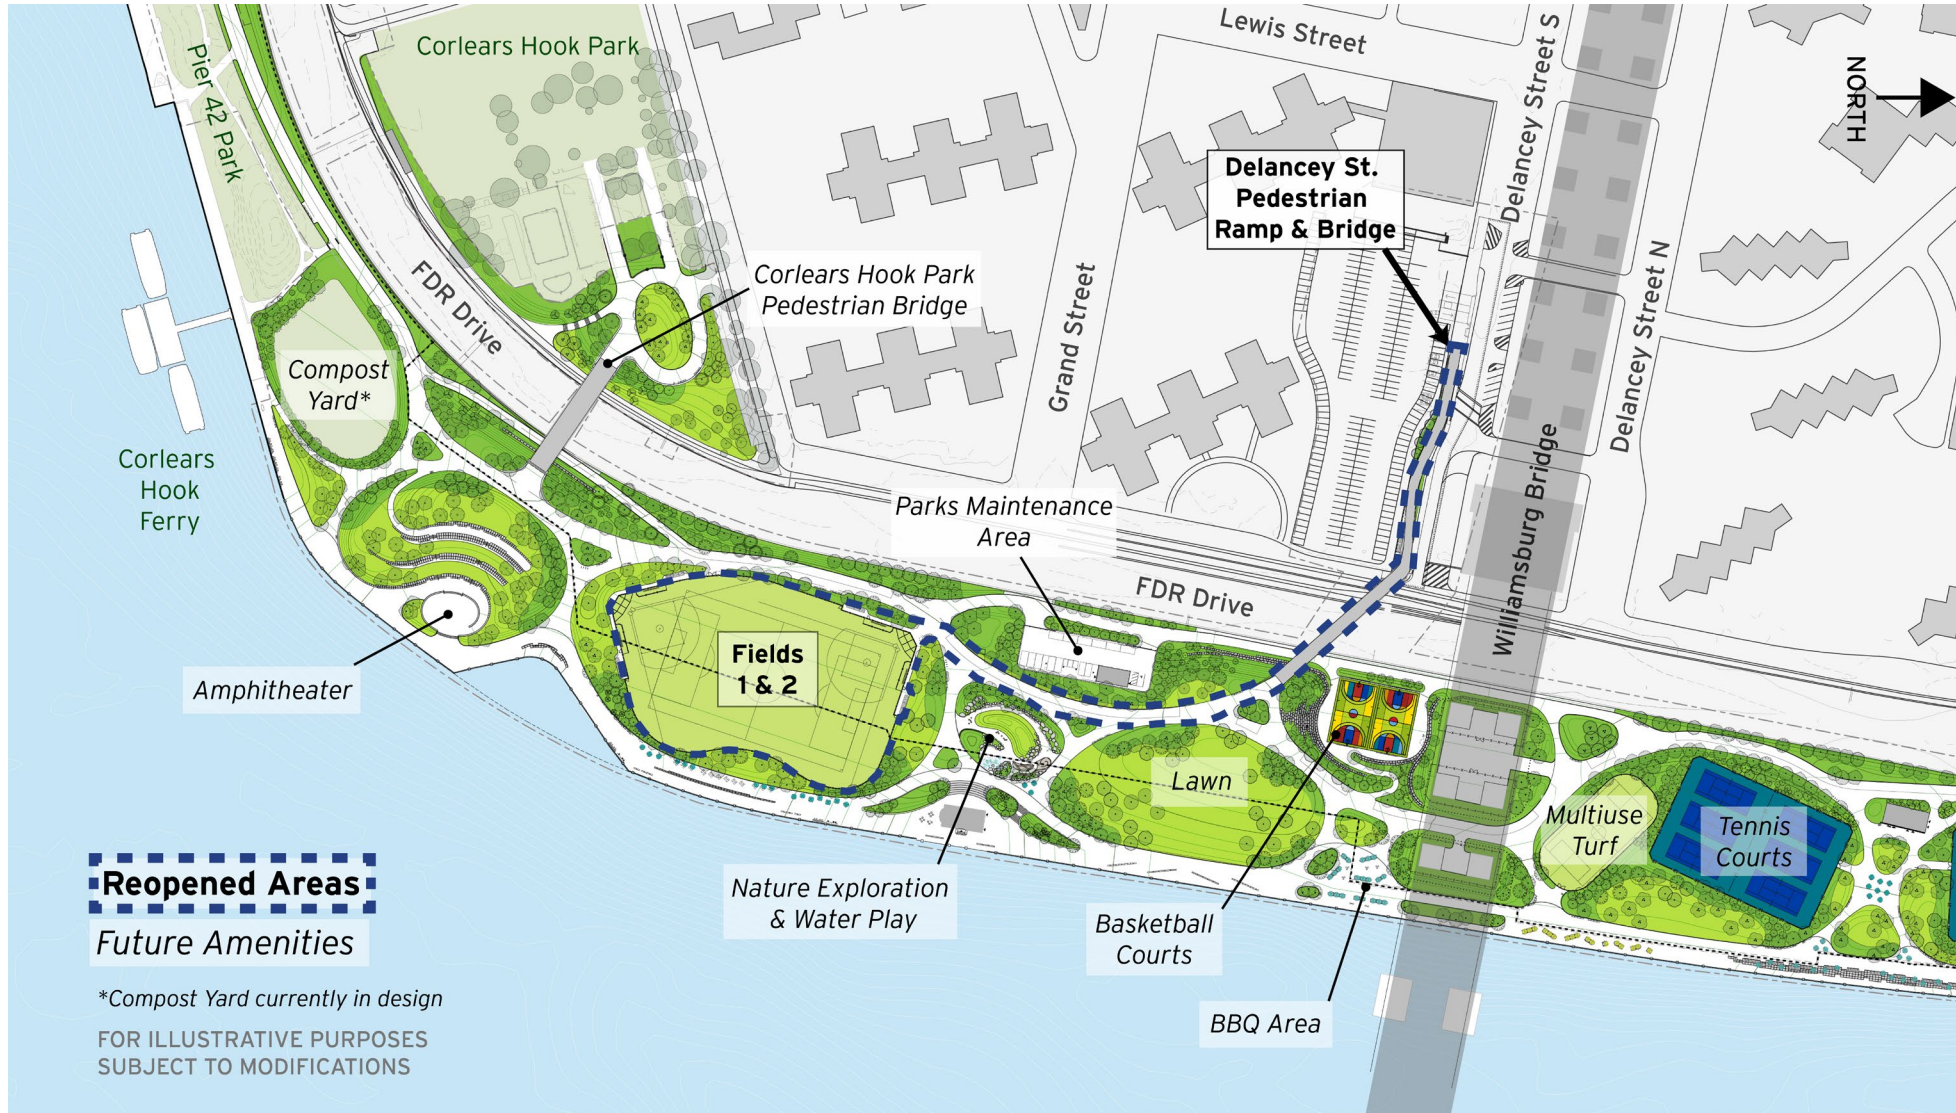 Corlears Hook Park
Pier 42 Park
Lewis Street
Delancey Street S
NORTH
Delancey St.
Pedestrian
Ramp & Bridge
Corlears Hook Park
Pedestrian Bridge
FDR Drive
Grand Street
Delancey Street N
Compost
Yard*
Corlears
Hook
Ferry
Parks Maintenance
Area
Williamsburg Bridge
FDR Drive
Fields
1 & 2
Amphitheater
Lawn
Multiuse
Turf
Tennis
Courts
Nature Exploration
& Water Play
Basketball
Courts
BBQ Area
Reopened Areas
Future Amenities
*Compost Yard currently in design
FOR ILLUSTRATIVE PURPOSES
SUBJECT TO MODIFICATIONS